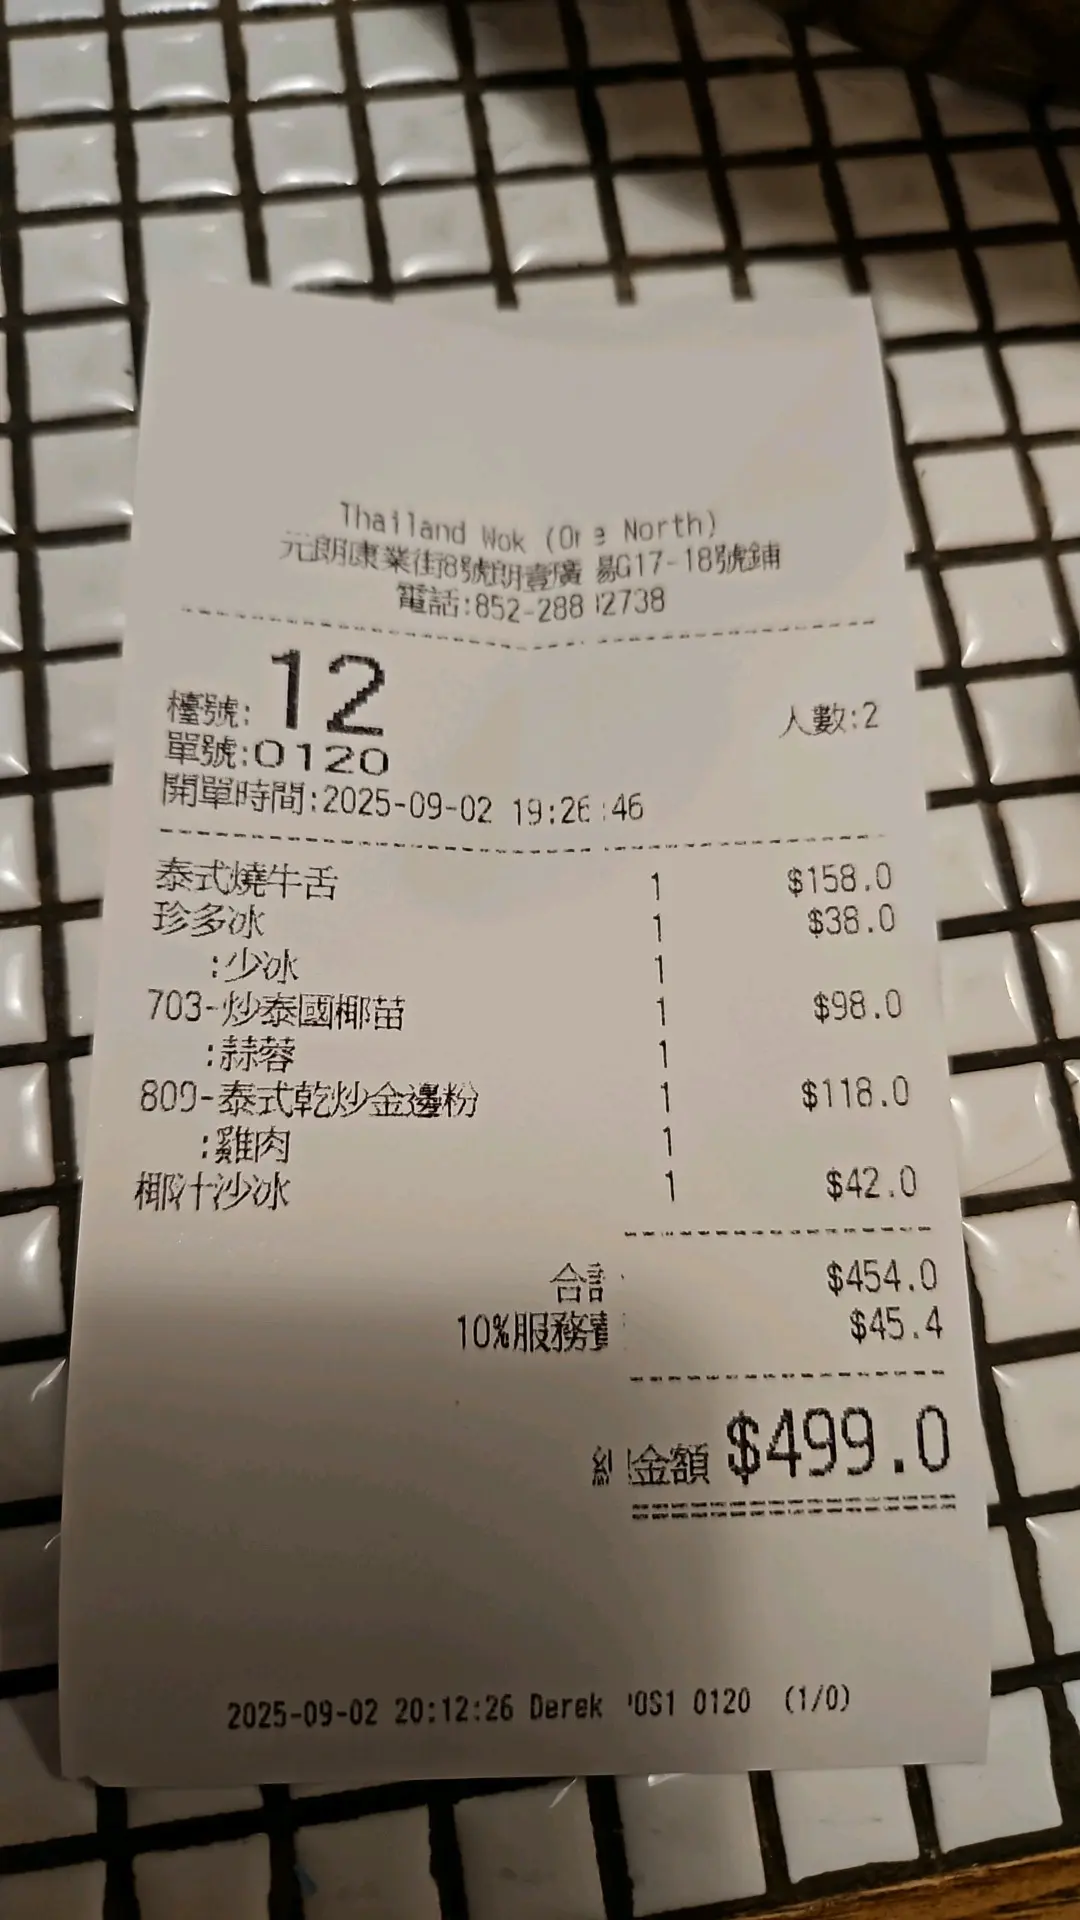 Thailand Wok (One North)
元朗康業街8號朗壹廣 G17-18號鋪
電話:852-288 2738
檯號: 12
人數:2
單號:0120
開單時間:2025-09-02 19:26:46
泰式燒牛舌 1 $158.0
珍多冰 1 $38.0
:少冰 1
703-炒泰國椰苗 1 $98.0
:蒜蓉 1
809-泰式乾炒金邊粉 1 $118.0
:雞肉 1
椰汁沙冰 1 $42.0
合計 $454.0
10%服務費 $45.4
總金額 $499.0
2025-09-02 20:12:26 Derek POS1 0120 (1/0)